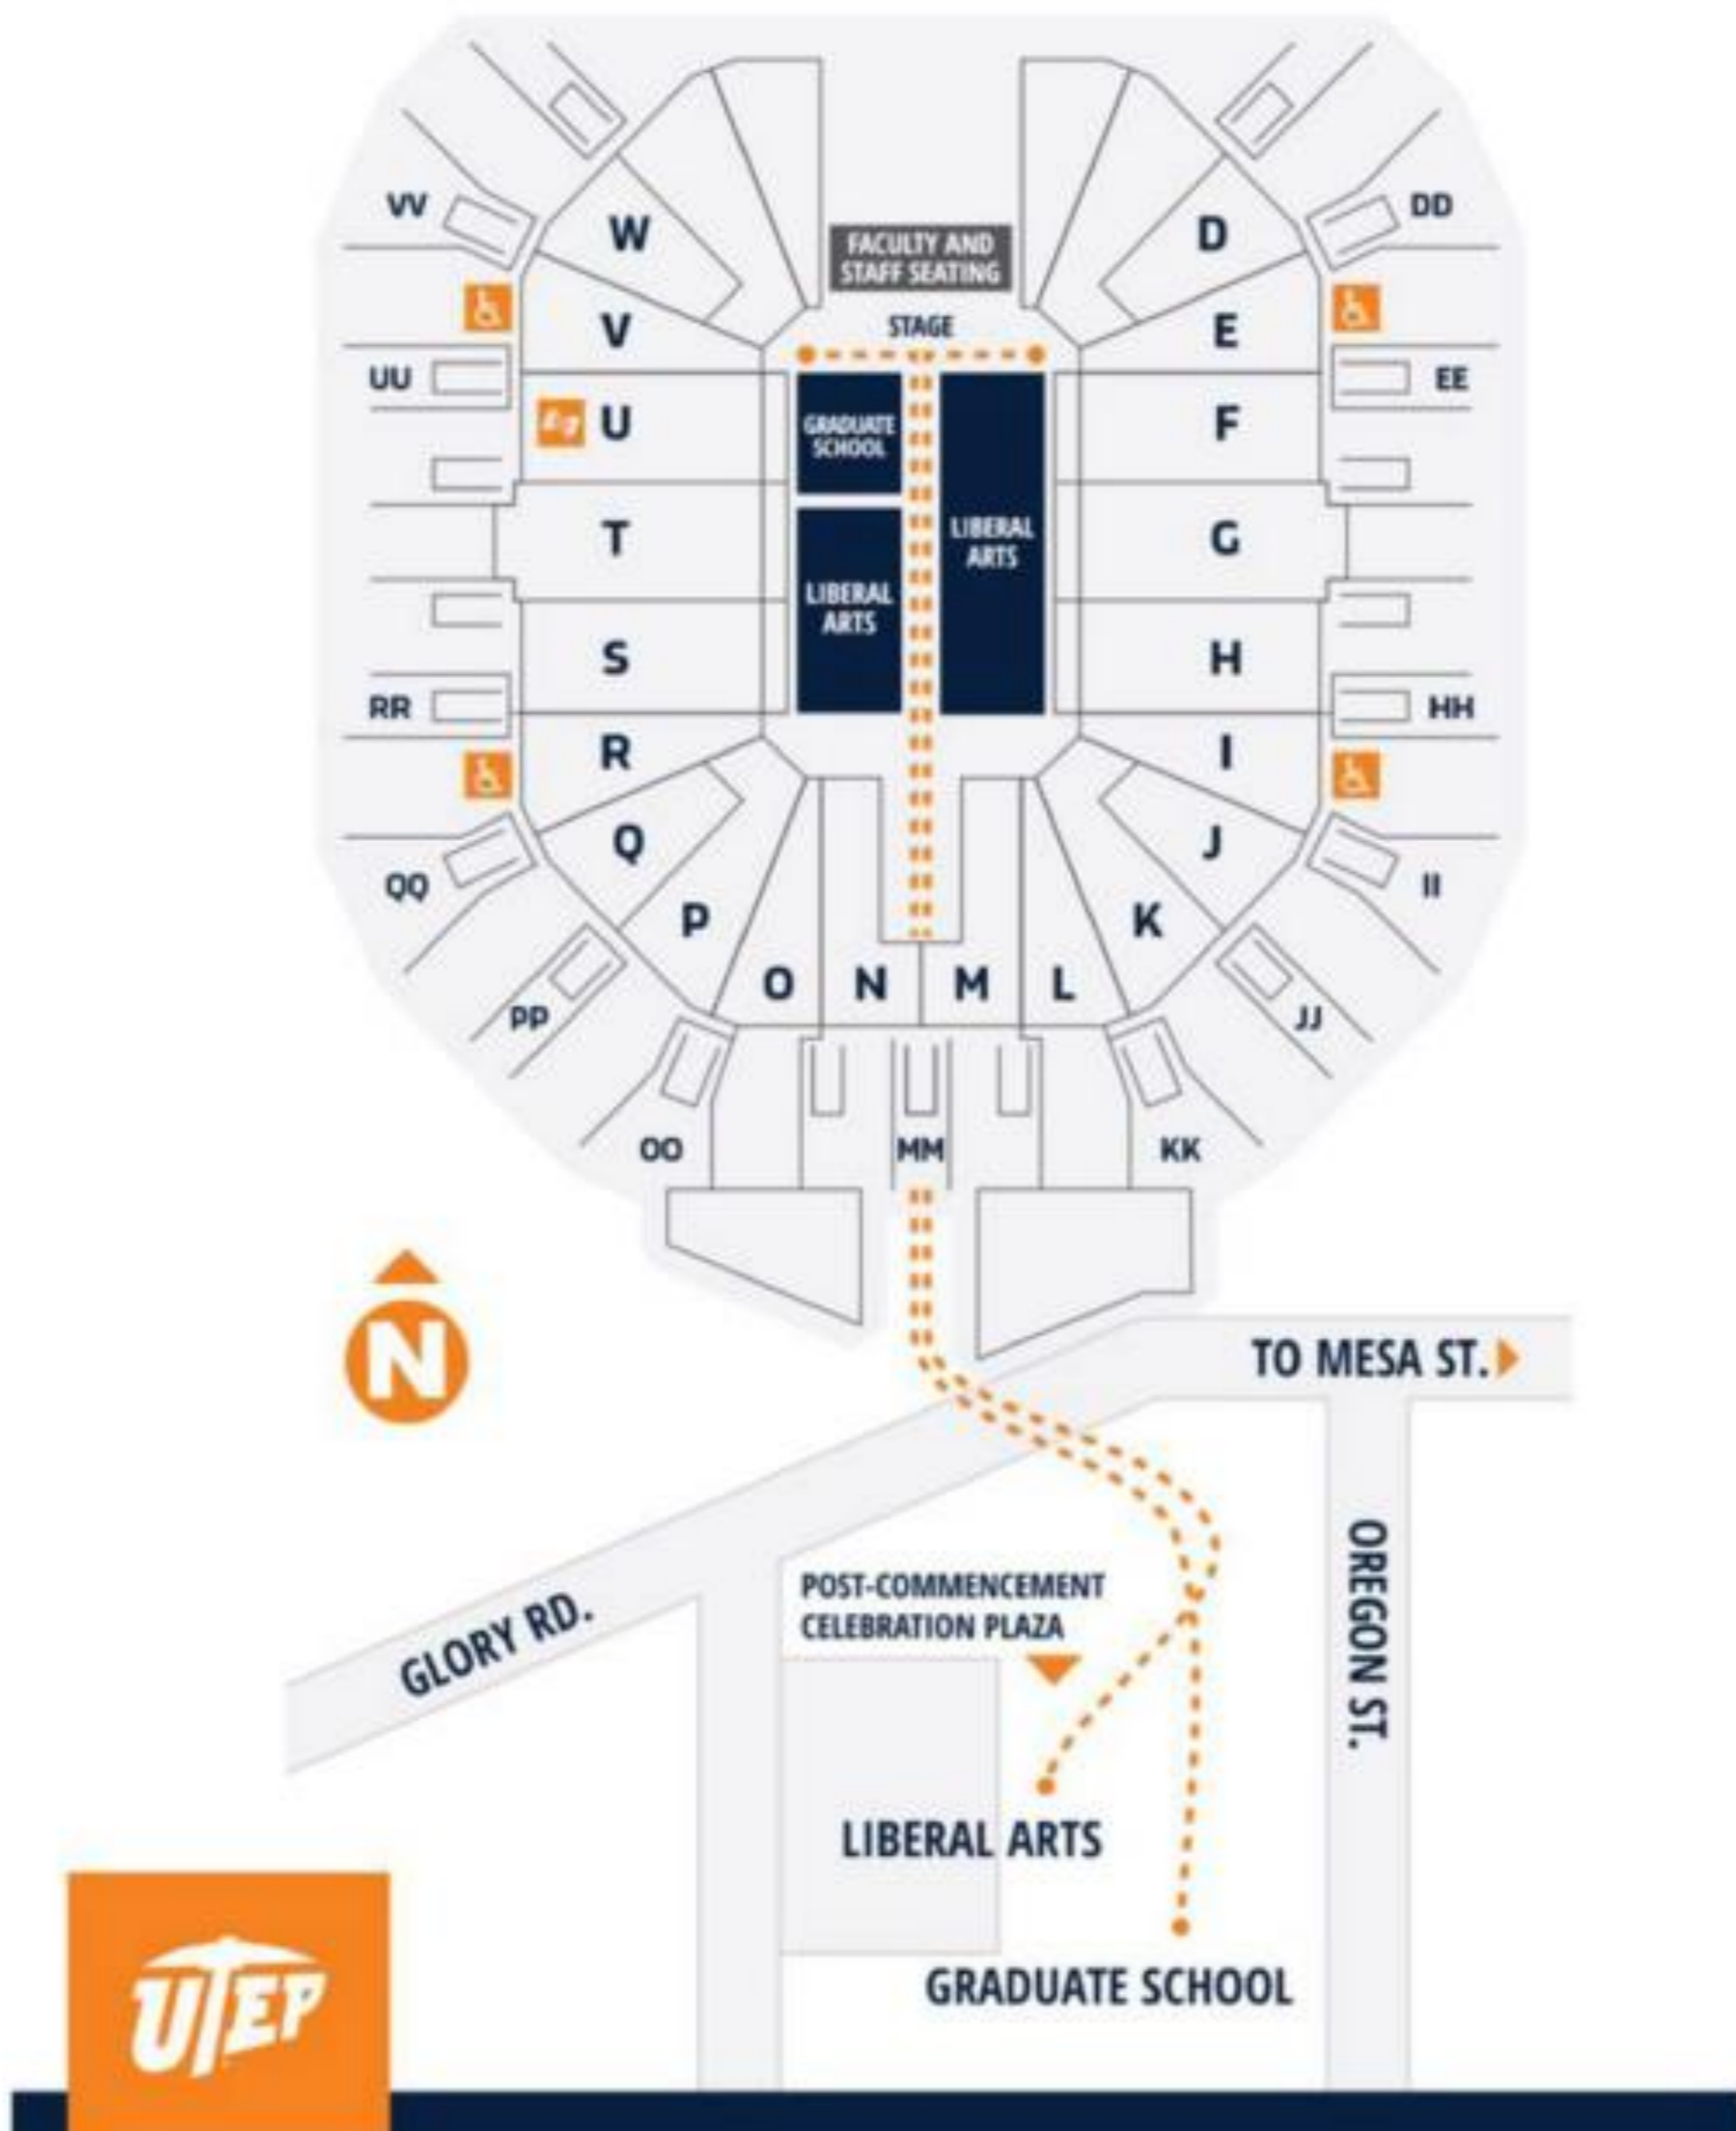 VV
DD
W
D
FACULTY AND
STAFF SEATING
STAGE
V
E
UU
EE
U
F
GRADUATE
SCHOOL
T
G
LIBERAL
ARTS
LIBERAL
ARTS
S
H
RR
HH
R
I
Q
J
QQ
II
P
K
O
N
M
L
PP
JJ
OO
MM
KK
N
TO MESA ST.
OREGON ST.
GLORY RD.
POST-COMMENCEMENT
CELEBRATION PLAZA
LIBERAL ARTS
GRADUATE SCHOOL
UTEP